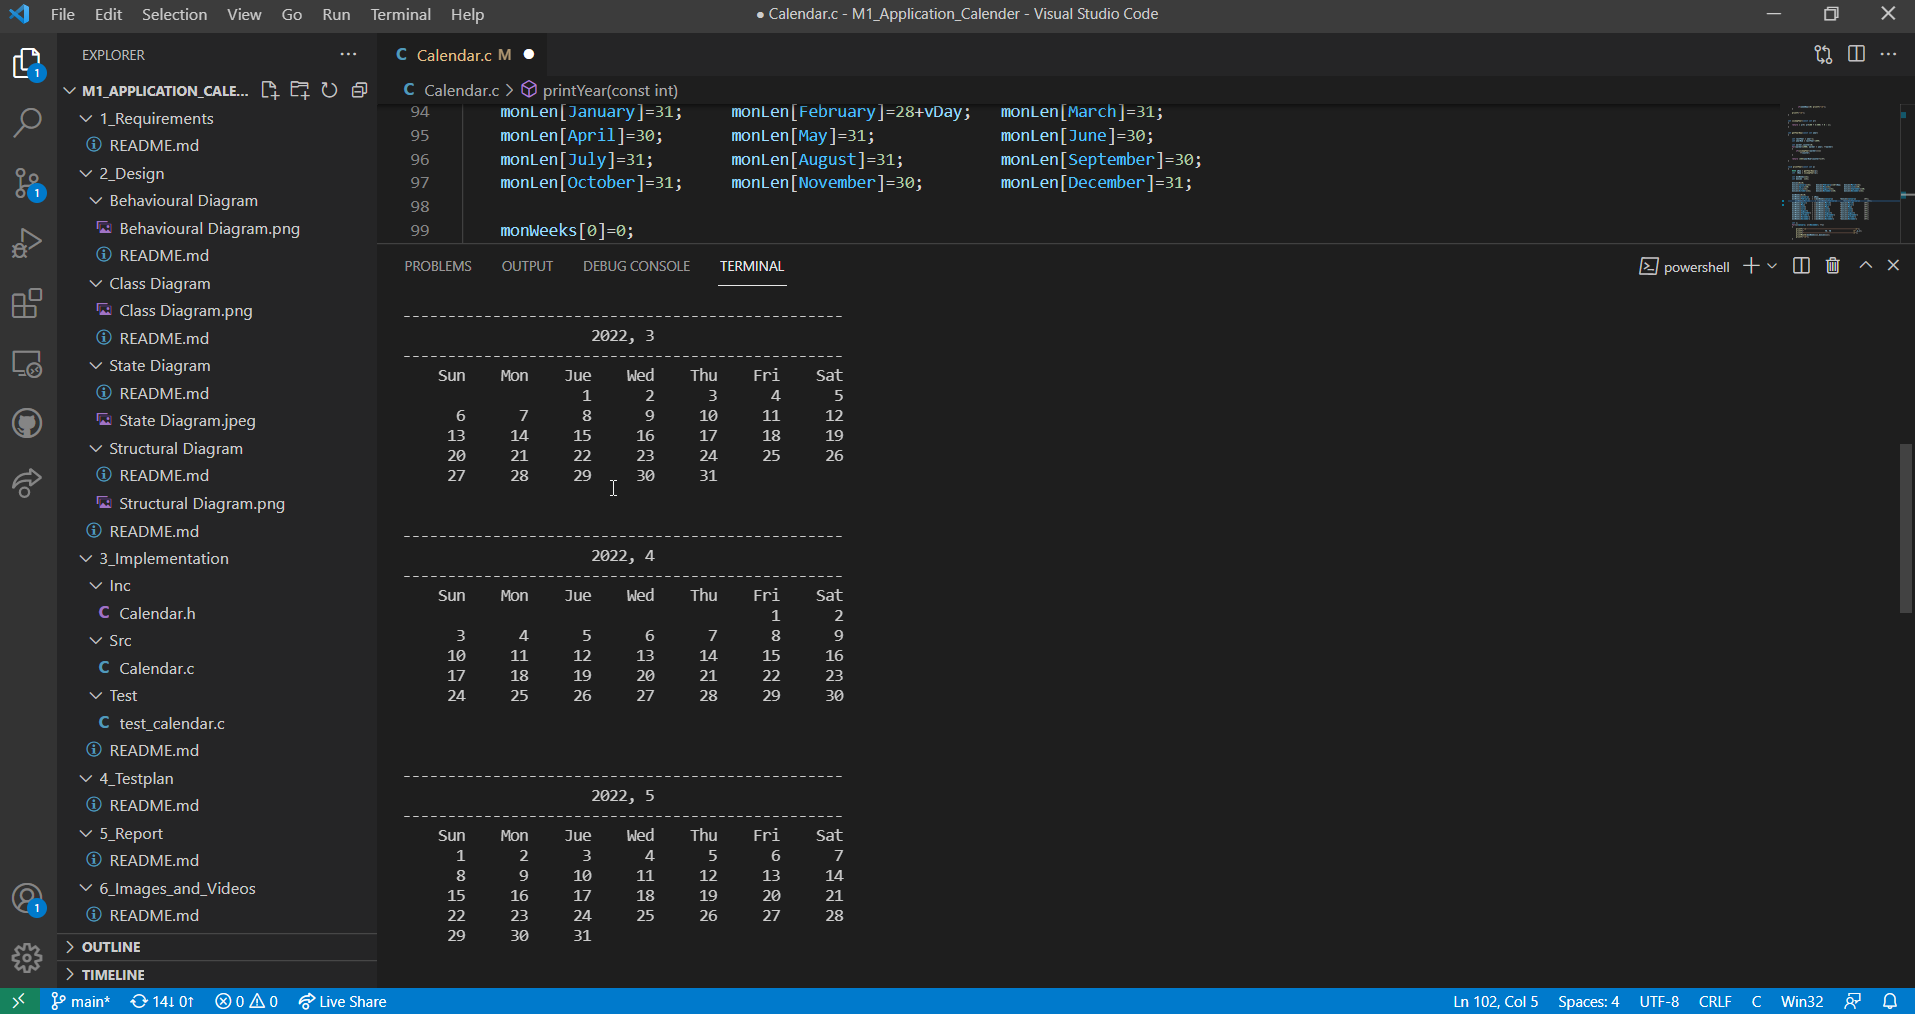 File Edit Selection View Go Run Terminal Help
● Calendar.c - M1_Application_Calender - Visual Studio Code
EXPLORER
M1_APPLICATION_CALE...
1_Requirements
README.md
2_Design
Behavioural Diagram
Behavioural Diagram.png
README.md
Class Diagram
Class Diagram.png
README.md
State Diagram
README.md
State Diagram.jpeg
Structural Diagram
README.md
Structural Diagram.png
README.md
3_Implementation
Inc
C Calendar.h
Src
C Calendar.c
Test
C test_calendar.c
README.md
4_Testplan
README.md
5_Report
README.md
6_Images_and_Videos
README.md
OUTLINE
TIMELINE
1
1
1
C Calendar.c M ●
C Calendar.c > printYear(const int)
94 monLen[January]=31; monLen[February]=28+vDay; monLen[March]=31;
95 monLen[April]=30; monLen[May]=31; monLen[June]=30;
96 monLen[July]=31; monLen[August]=31; monLen[September]=30;
97 monLen[October]=31; monLen[November]=30; monLen[December]=31;
98
99 monWeeks[0]=0;
PROBLEMS OUTPUT DEBUG CONSOLE TERMINAL
powershell
-------------------------------------------------
2022, 3
-------------------------------------------------
Sun Mon Jue Wed Thu Fri Sat
1 2 3 4 5
6 7 8 9 10 11 12
13 14 15 16 17 18 19
20 21 22 23 24 25 26
27 28 29 30 31
-------------------------------------------------
2022, 4
-------------------------------------------------
Sun Mon Jue Wed Thu Fri Sat
1 2
3 4 5 6 7 8 9
10 11 12 13 14 15 16
17 18 19 20 21 22 23
24 25 26 27 28 29 30
-------------------------------------------------
2022, 5
-------------------------------------------------
Sun Mon Jue Wed Thu Fri Sat
1 2 3 4 5 6 7
8 9 10 11 12 13 14
15 16 17 18 19 20 21
22 23 24 25 26 27 28
29 30 31
main* 14↓ 0↑ 0 0 Live Share
Ln 102, Col 5 Spaces: 4 UTF-8 CRLF C Win32